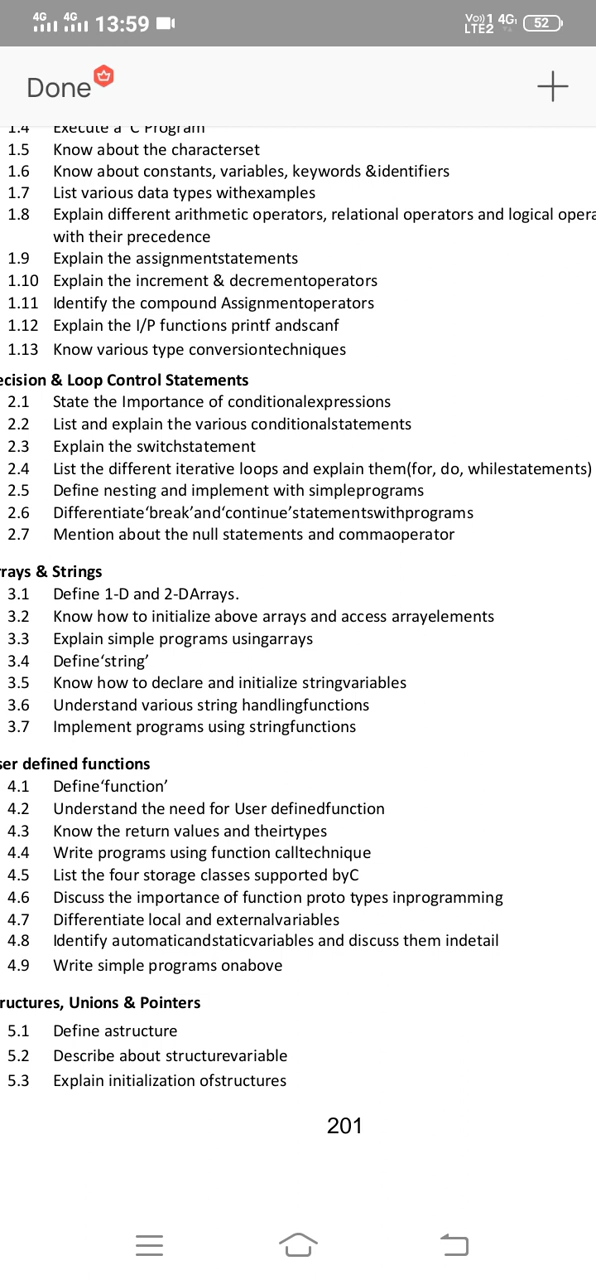 4G 4G 13:59 Vo)) 1 4G
LTE2 52
Done
1.4 Execute a 'C Program
1.5 Know about the characterset
1.6 Know about constants, variables, keywords &identifiers
1.7 List various data types withexamples
1.8 Explain different arithmetic operators, relational operators and logical opera
with their precedence
1.9 Explain the assignmentstatements
1.10 Explain the increment & decrementoperators
1.11 Identify the compound Assignmentoperators
1.12 Explain the I/P functions printf andscanf
1.13 Know various type conversiontechniques
ecision & Loop Control Statements
2.1 State the Importance of conditionalexpressions
2.2 List and explain the various conditionalstatements
2.3 Explain the switchstatement
2.4 List the different iterative loops and explain them(for, do, whilestatements)
2.5 Define nesting and implement with simpleprograms
2.6 Differentiate‘break’and‘continue’statementswithprograms
2.7 Mention about the null statements and commaoperator
rays & Strings
3.1 Define 1-D and 2-DArrays.
3.2 Know how to initialize above arrays and access arrayelements
3.3 Explain simple programs usingarrays
3.4 Define‘string’
3.5 Know how to declare and initialize stringvariables
3.6 Understand various string handlingfunctions
3.7 Implement programs using stringfunctions
ser defined functions
4.1 Define‘function’
4.2 Understand the need for User definedfunction
4.3 Know the return values and theirtypes
4.4 Write programs using function calltechnique
4.5 List the four storage classes supported byC
4.6 Discuss the importance of function proto types inprogramming
4.7 Differentiate local and externalvariables
4.8 Identify automaticandstaticvariables and discuss them indetail
4.9 Write simple programs onabove
ructures, Unions & Pointers
5.1 Define astructure
5.2 Describe about structurevariable
5.3 Explain initialization ofstructures
201